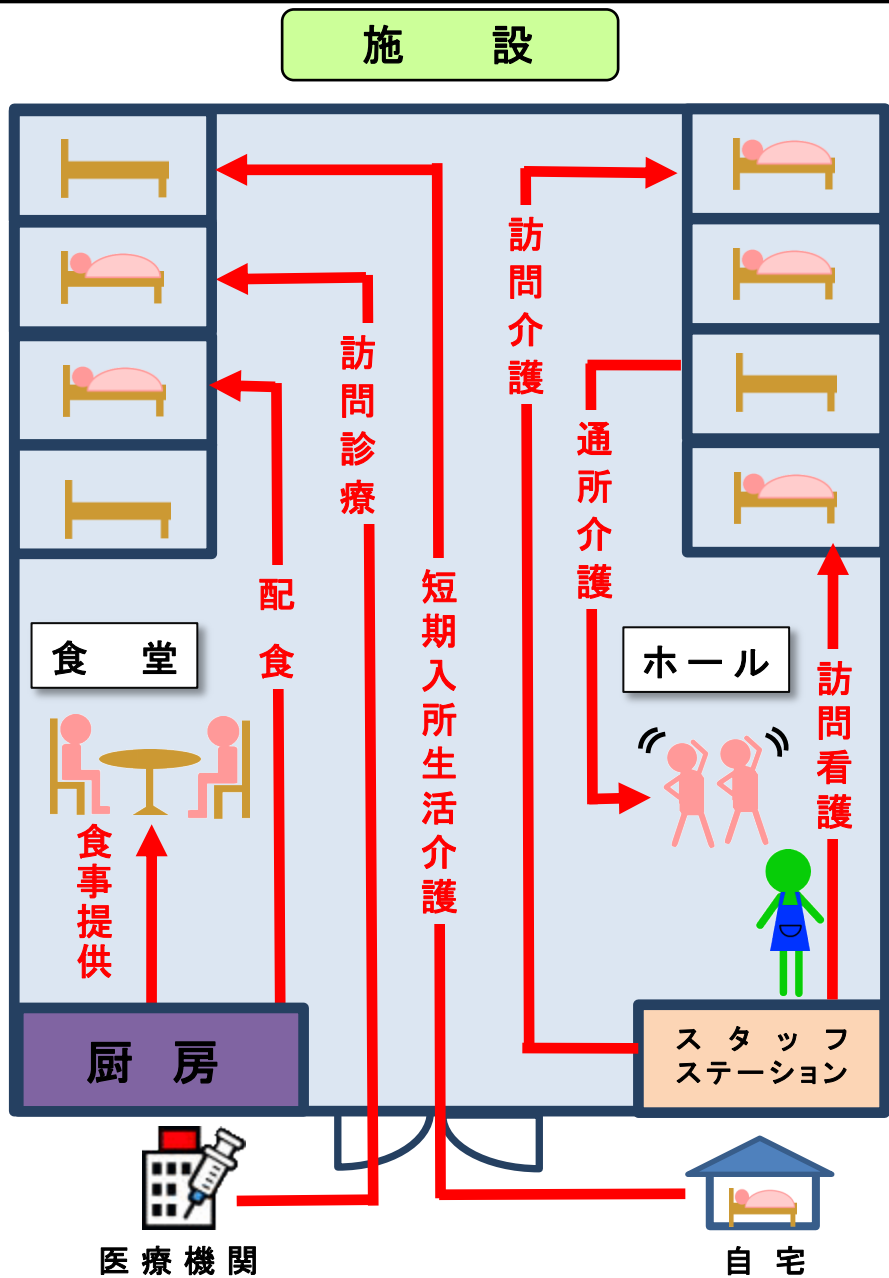 施設
訪問介護
訪問診療
通所介護
短期入所生活介護
配食
食堂
ホール
訪問看護
食事提供
厨房
スタッフ
ステーション
医療機関
自宅